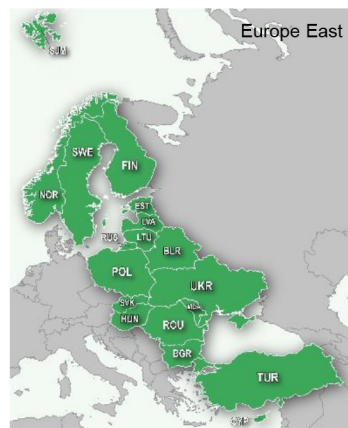 Europe East
SJM
SWE
FIN
NOR
EST
LVA
RUS
LTU
BLR
POL
UKR
SVK
MDA
HUN
ROU
BGR
TUR
CYP